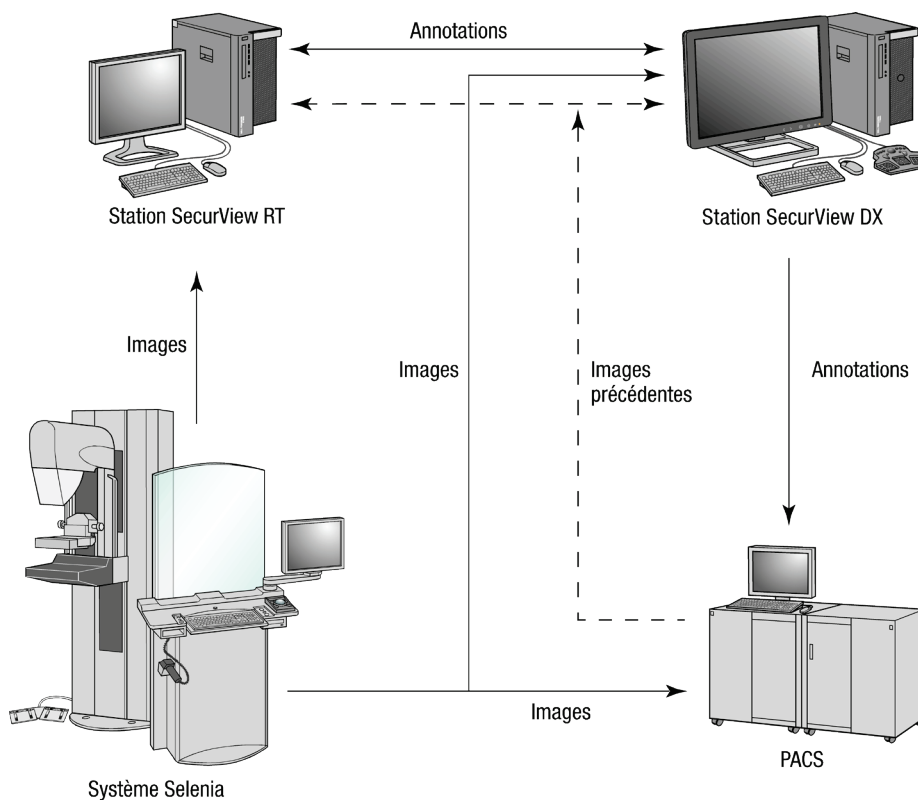 Annotations
Station SecurView RT
Station SecurView DX
Images
Images
Images
précédentes
Annotations
Images
PACS
Système Selenia